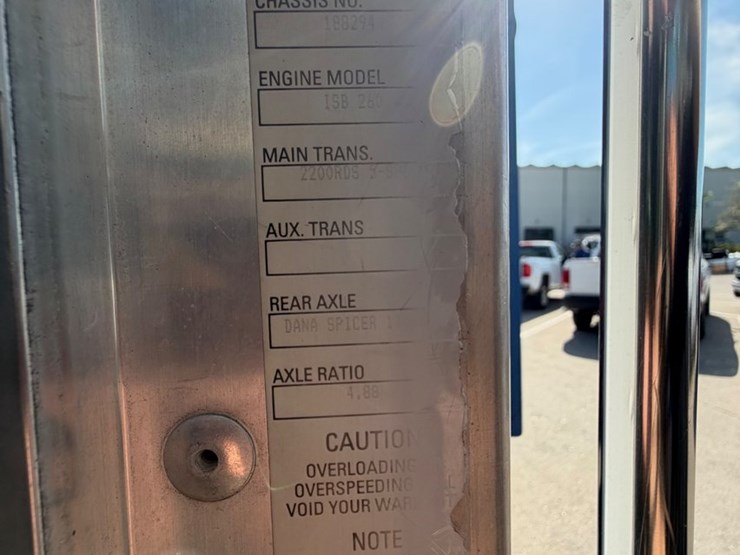 CHASSIS NO.
188294
ENGINE MODEL
ISB 260
MAIN TRANS.
2200RDS
AUX. TRANS
REAR AXLE
DANA SPICER
AXLE RATIO
4.88
CAUTION
OVERLOADING
OVERSPEEDING
VOID YOUR WAR
NOTE